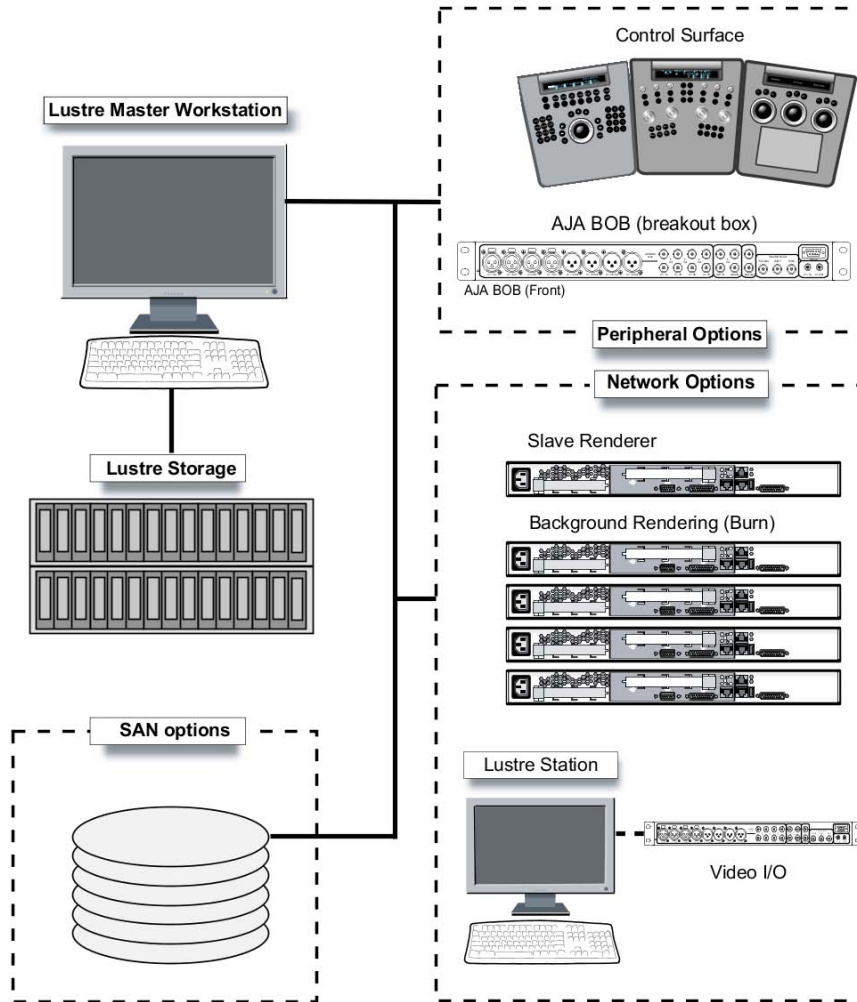 Control Surface
Lustre Master Workstation
AJA BOB (breakout box)
AJA BOB (Front)
Peripheral Options
Network Options
Slave Renderer
Lustre Storage
Background Rendering (Burn)
SAN options
Lustre Station
Video I/O